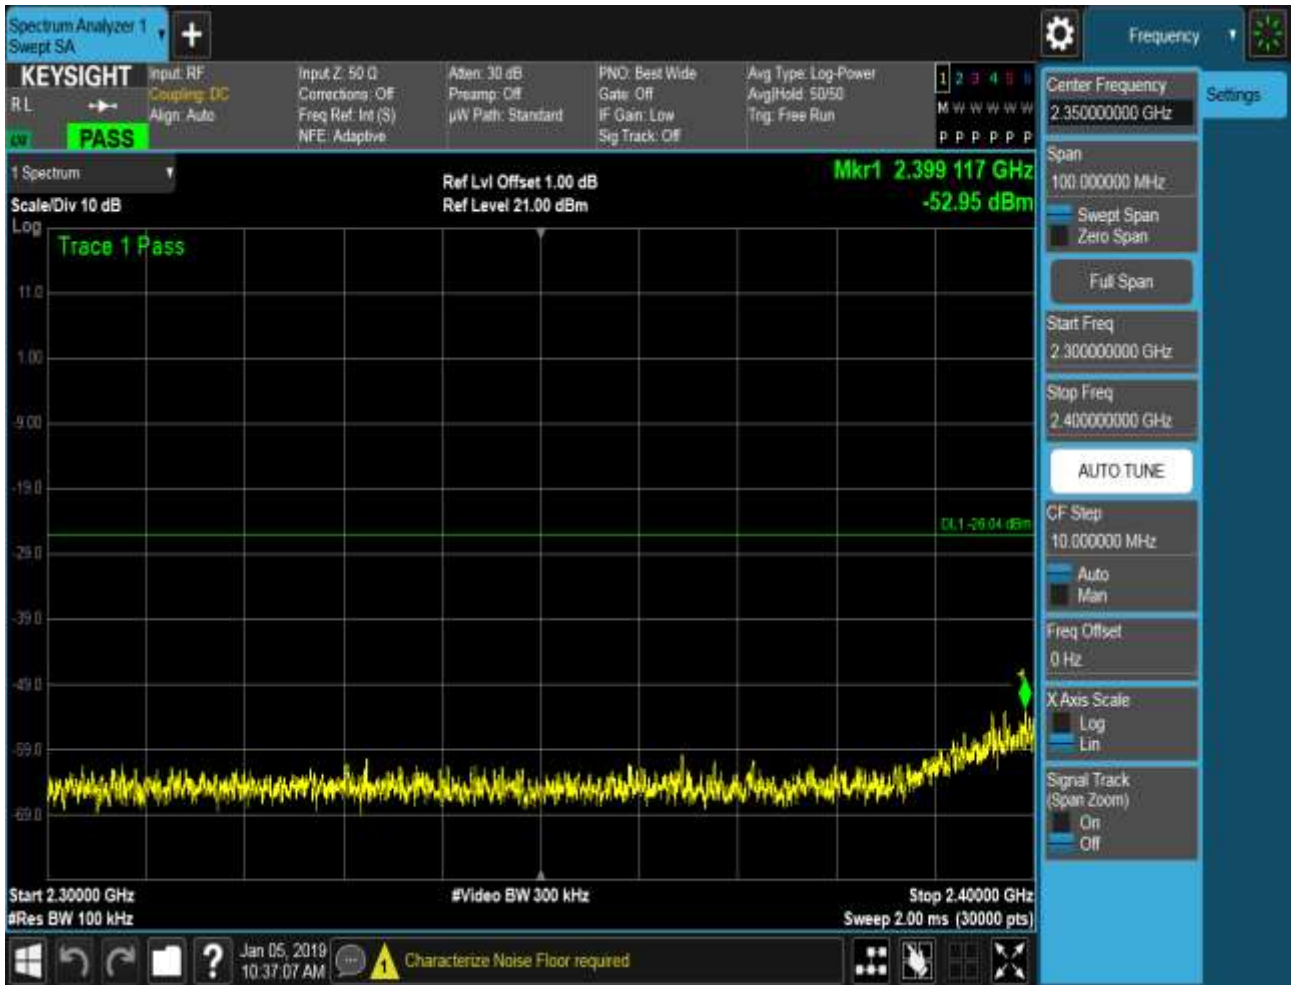 Spectrum Analyzer 1
Swept SA
Frequency
KEYSIGHT
R L
PASS
Input: RF
Coupling: DC
Align: Auto
Input Z: 50 Ω
Corrections: Off
Freq Ref: Int (S)
NFE: Adaptive
Atten: 30 dB
Preamp: Off
µW Path: Standard
PNO: Best Wide
Gate: Off
IF Gain: Low
Sig Track: Off
Avg Type: Log-Power
Avg|Hold: 50/50
Trig: Free Run
1 2 3 4 5 6
M W W W W W
P P P P P P
1 Spectrum
Scale/Div 10 dB
Log
Ref Lvl Offset 1.00 dB
Ref Level 21.00 dBm
Mkr1 2.399 117 GHz
-52.95 dBm
Trace 1 Pass
11.0
1.00
-9.00
-19.0
-29.0
-39.0
-49.0
-59.0
-69.0
DL1 -26.04 dBm
1
Start 2.30000 GHz
#Res BW 100 kHz
#Video BW 300 kHz
Stop 2.40000 GHz
Sweep 2.00 ms (30000 pts)
Center Frequency
2.350000000 GHz
Settings
Span
100.000000 MHz
Swept Span
Zero Span
Full Span
Start Freq
2.300000000 GHz
Stop Freq
2.400000000 GHz
AUTO TUNE
CF Step
10.000000 MHz
Auto
Man
Freq Offset
0 Hz
X Axis Scale
Log
Lin
Signal Track
(Span Zoom)
On
Off
?
Jan 05, 2019
10:37:07 AM
1
Characterize Noise Floor required